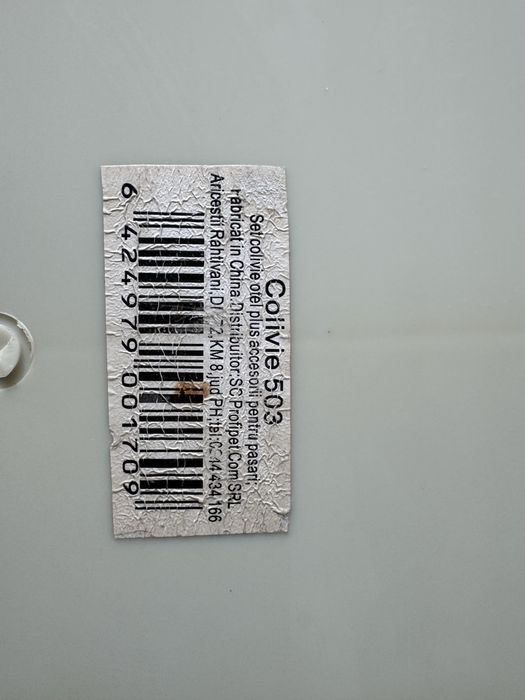 Colivie 503
Set colivie otel plus accesorii pentru pasari;
Fabricat in China.Distribuitor:SC.Profipet Com SRL
Aricestii Rahtivani,D 72,KM 8,jud PH;tel:0244 434 166
6 424979 001709